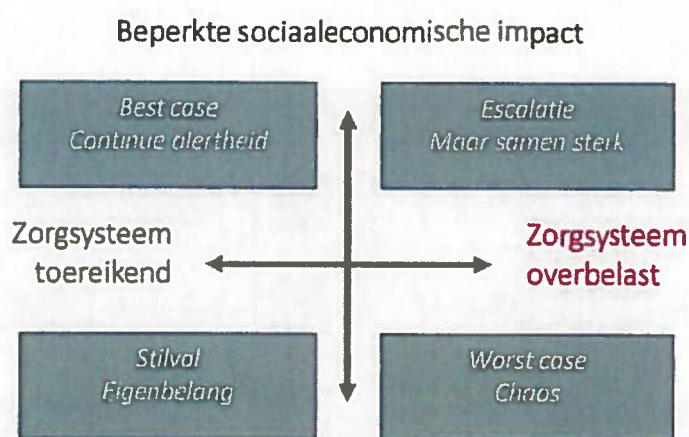 Beperkte sociaaleconomische impact
Best case
Continue alertheid
Escalatie
Maar samen sterk
Zorgsysteem
toereikend
Zorgsysteem
overbelast
Stilval
Eigenbelang
Worst case
Chaos